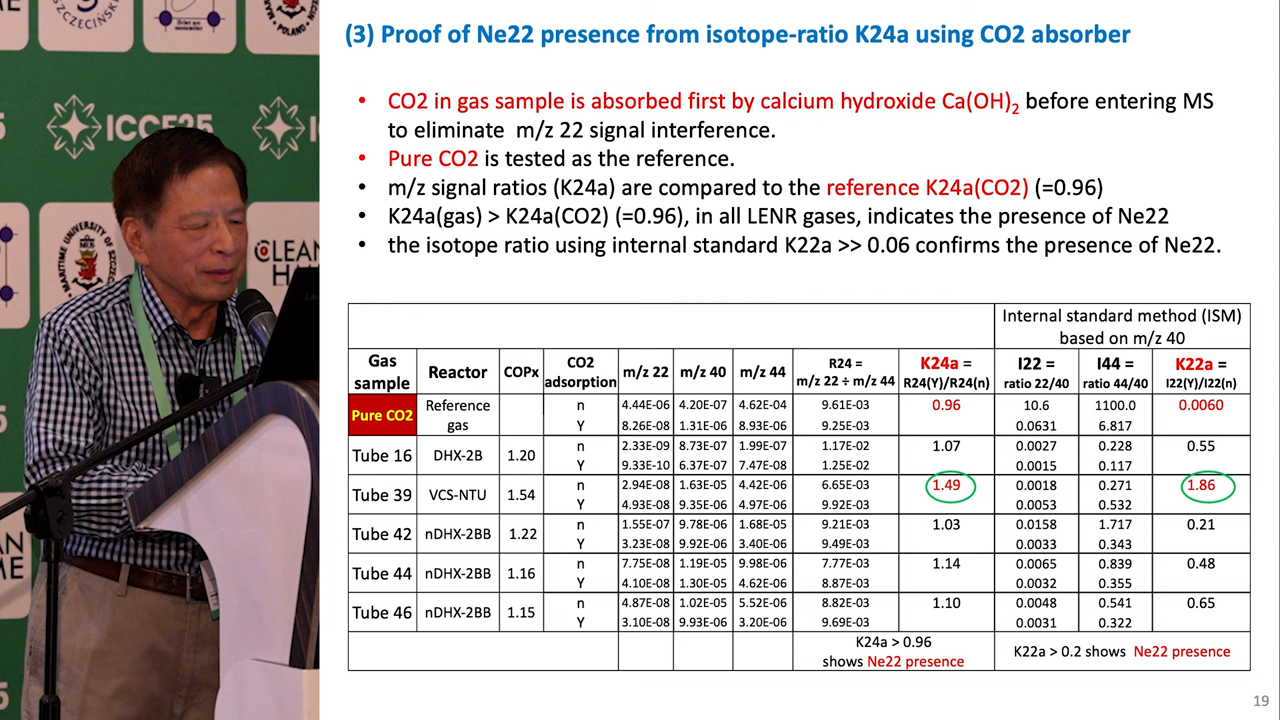 (3) Proof of Ne22 presence from isotope-ratio K24a using CO2 absorber
• CO2 in gas sample is absorbed first by calcium hydroxide Ca(OH)2 before entering MS
to eliminate m/z 22 signal interference.
• Pure CO2 is tested as the reference.
• m/z signal ratios (K24a) are compared to the reference K24a(CO2) (=0.96)
• K24a(gas) > K24a(CO2) (=0.96), in all LENR gases, indicates the presence of Ne22
• the isotope ratio using internal standard K22a >> 0.06 confirms the presence of Ne22.
Internal standard method (ISM)
based on m/z 40
Gas sample Reactor COPx CO2 adsorption m/z 22 m/z 40 m/z 44 R24 = m/z 22 ÷ m/z 44 K24a = R24(Y)/R24(n) I22 = ratio 22/40 I44 = ratio 44/40 K22a = I22(Y)/I22(n)
Pure CO2 Reference gas n 4.44E-06 4.20E-07 4.62E-04 9.61E-03 0.96 10.6 1100.0 0.0060
Y 8.26E-08 1.31E-06 8.93E-06 9.25E-03 0.0631 6.817
Tube 16 DHX-2B 1.20 n 2.33E-09 8.73E-07 1.99E-07 1.17E-02 1.07 0.0027 0.228 0.55
Y 9.33E-10 6.37E-07 7.47E-08 1.25E-02 0.0015 0.117
Tube 39 VCS-NTU 1.54 n 2.94E-08 1.63E-05 4.42E-06 6.65E-03 1.49 0.0018 0.271 1.86
Y 4.93E-08 9.35E-06 4.97E-06 9.92E-03 0.0053 0.532
Tube 42 nDHX-2BB 1.22 n 1.55E-07 9.78E-06 1.68E-05 9.21E-03 1.03 0.0158 1.717 0.21
Y 3.23E-08 9.92E-06 3.40E-06 9.49E-03 0.0033 0.343
Tube 44 nDHX-2BB 1.16 n 7.75E-08 1.19E-05 9.98E-06 7.77E-03 1.14 0.0065 0.839 0.48
Y 4.10E-08 1.30E-05 4.62E-06 8.87E-03 0.0032 0.355
Tube 46 nDHX-2BB 1.15 n 4.87E-08 1.02E-05 5.52E-06 8.82E-03 1.10 0.0048 0.541 0.65
Y 3.10E-08 9.93E-06 3.20E-06 9.69E-03 0.0031 0.322
K24a > 0.96
shows Ne22 presence
K22a > 0.2 shows Ne22 presence
19
ICCF25
MARITIME UNIVERSITY OF SZCZECIN
CLEAN